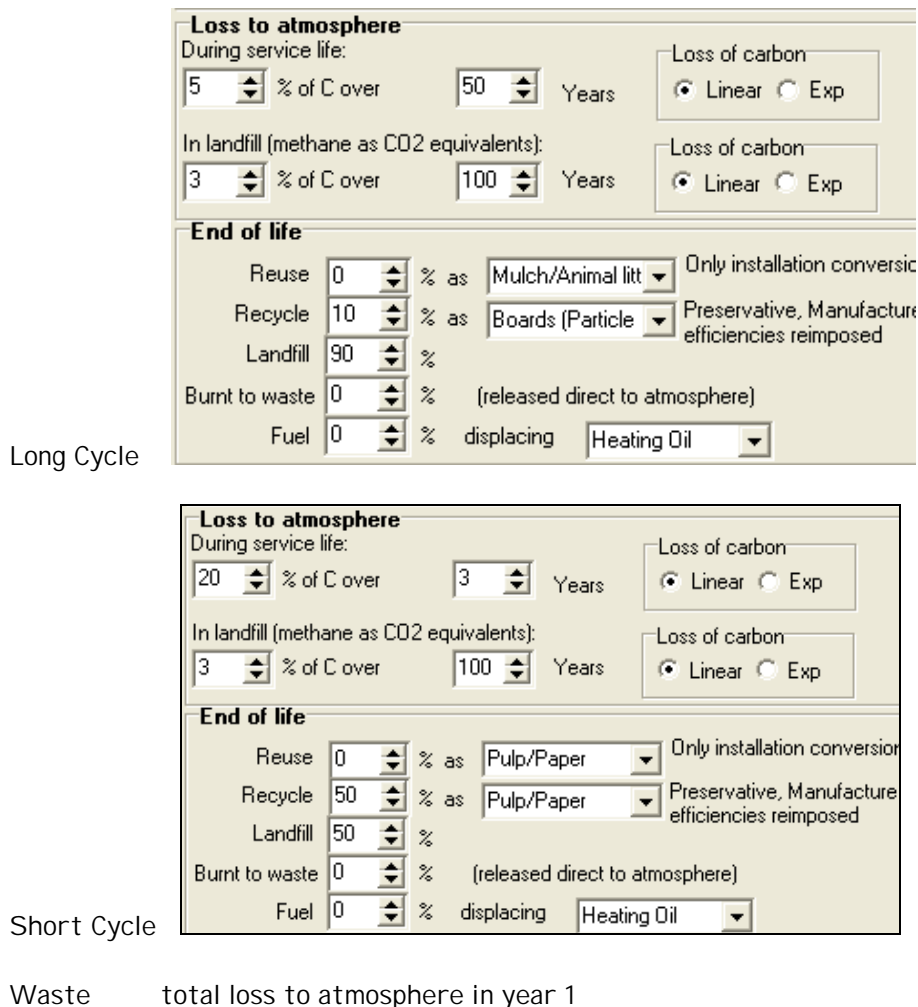 Loss to atmosphere
During service life:
5 % of C over 50 Years
Loss of carbon
Linear Exp
In landfill (methane as CO2 equivalents):
3 % of C over 100 Years
Loss of carbon
Linear Exp
End of life
Reuse 0 % as Mulch/Animal litt Only installation conversio
Recycle 10 % as Boards (Particle Preservative, Manufacture
efficiencies reimposed
Landfill 90 %
Burnt to waste 0 % (released direct to atmosphere)
Fuel 0 % displacing Heating Oil
Long Cycle
Loss to atmosphere
During service life:
20 % of C over 3 Years
Loss of carbon
Linear Exp
In landfill (methane as CO2 equivalents):
3 % of C over 100 Years
Loss of carbon
Linear Exp
End of life
Reuse 0 % as Pulp/Paper Only installation conversion
Recycle 50 % as Pulp/Paper Preservative, Manufacture
efficiencies reimposed
Landfill 50 %
Burnt to waste 0 % (released direct to atmosphere)
Fuel 0 % displacing Heating Oil
Short Cycle
Waste total loss to atmosphere in year 1